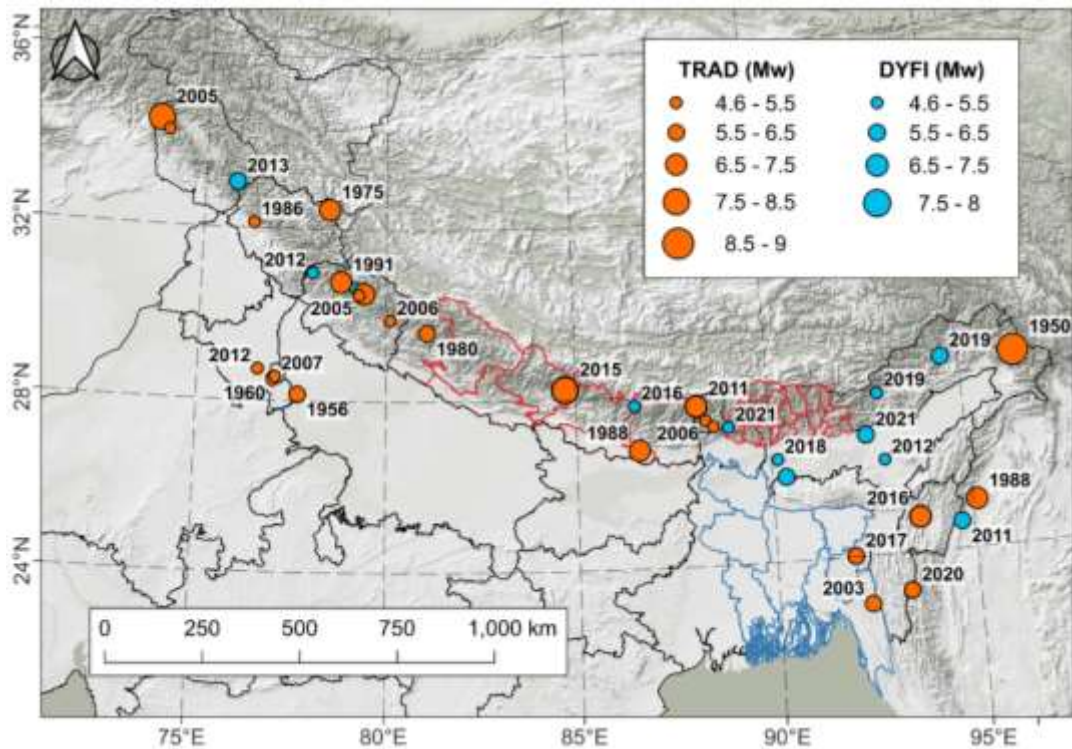 36°N
32°N
28°N
24°N
TRAD (Mw)
4.6 - 5.5
5.5 - 6.5
6.5 - 7.5
7.5 - 8.5
8.5 - 9
DYFI (Mw)
4.6 - 5.5
5.5 - 6.5
6.5 - 7.5
7.5 - 8
2005
2013
1975
1986
2012
1991
2005
2006
1980
2012
2007
1960
1956
2015
2016
2011
1988
2006
2021
2019
1950
2019
2021
2018
2012
2016
1988
2011
2017
2003
2020
0 250 500 750 1,000 km
75°E 80°E 85°E 90°E 95°E